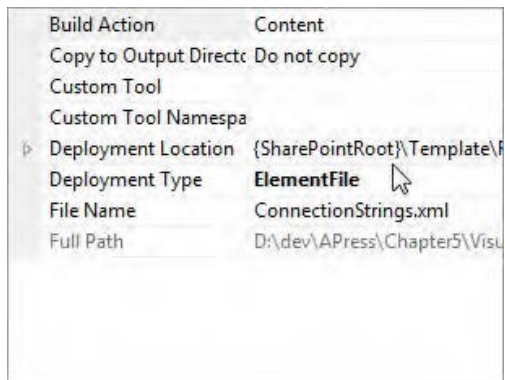 Build Action Content
Copy to Output Directo Do not copy
Custom Tool
Custom Tool Namespa
Deployment Location {SharePointRoot}\Template\F
Deployment Type ElementFile
File Name ConnectionStrings.xml
Full Path D:\dev\APress\Chapter5\Visu